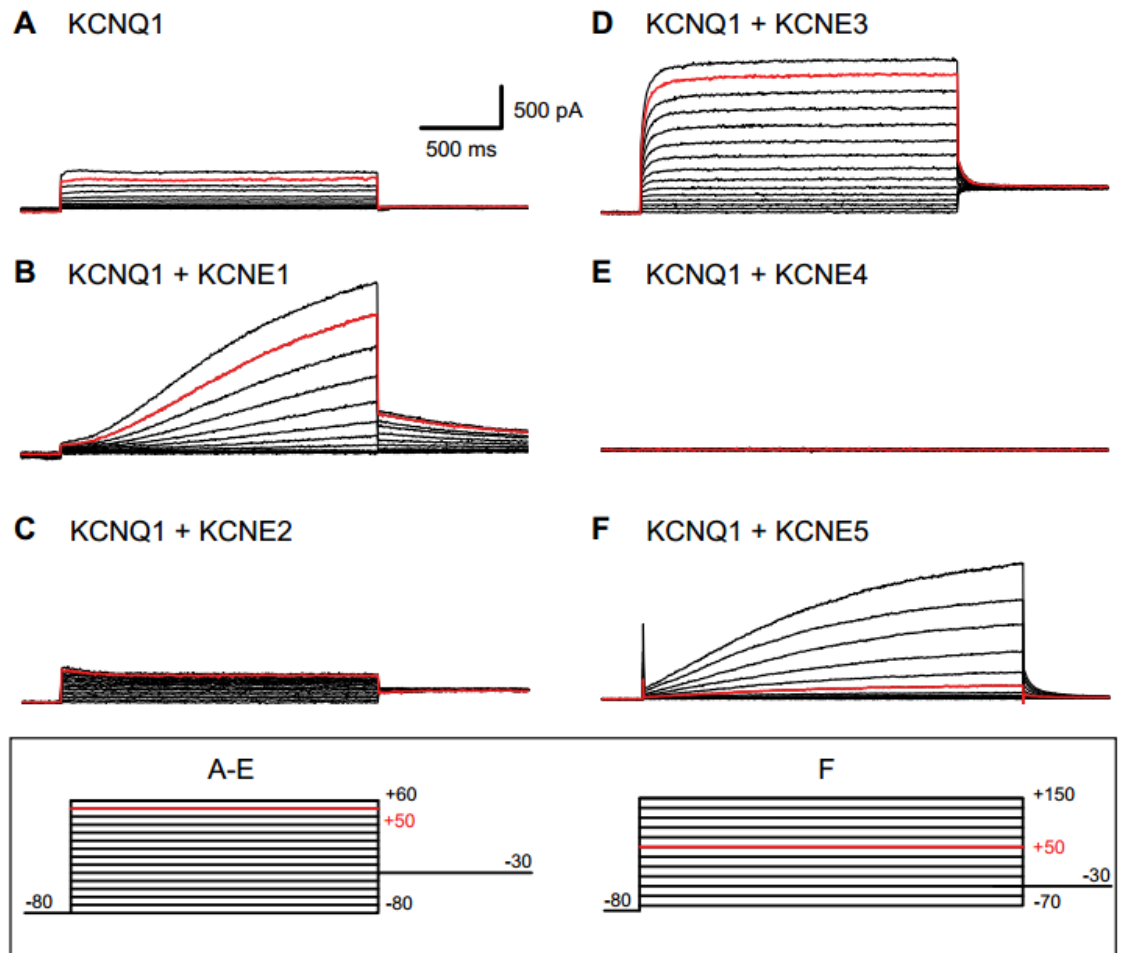 A KCNQ1
500 pA
500 ms
B KCNQ1 + KCNE1
C KCNQ1 + KCNE2
D KCNQ1 + KCNE3
E KCNQ1 + KCNE4
F KCNQ1 + KCNE5
A-E
+60
+50
-30
-80
-80
F
+150
+50
-30
-80
-70